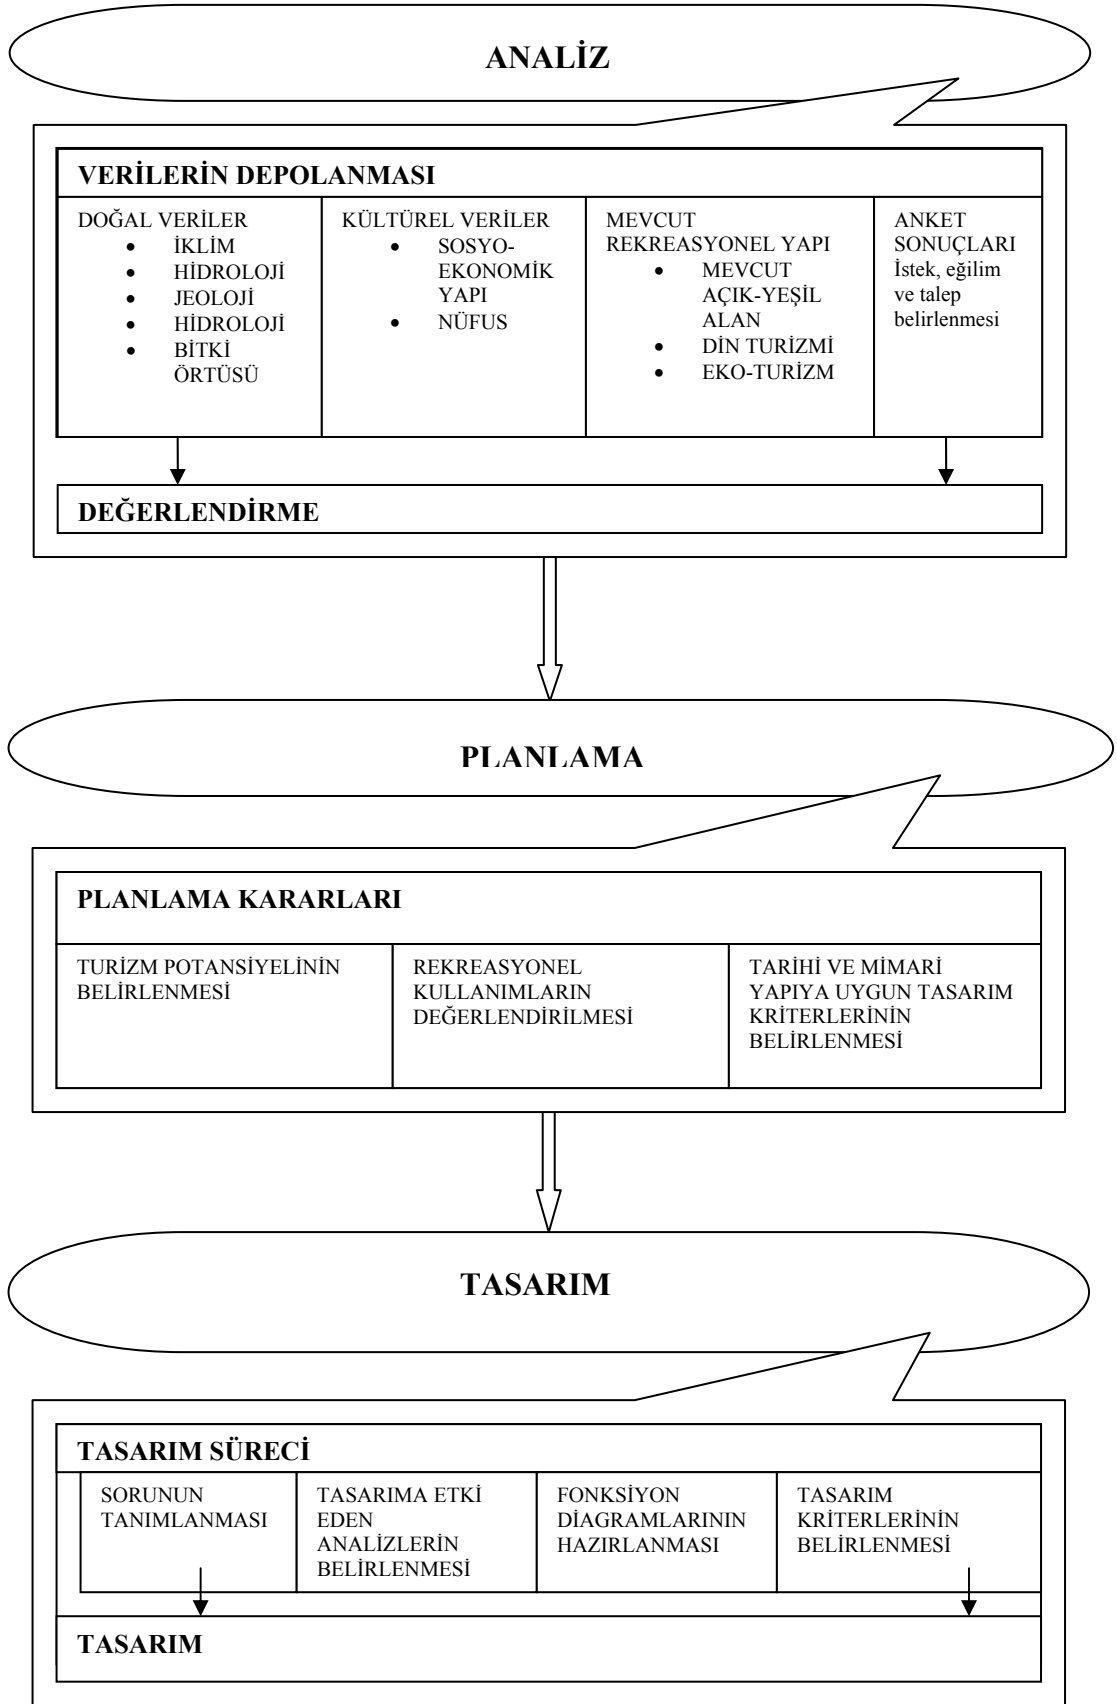 ANALİZ
VERİLERİN DEPOLANMASI
DOĞAL VERİLER
• İKLİM
• HİDROLOJİ
• JEOLOJİ
• HİDROLOJİ
• BİTKİ
ÖRTÜSÜ
KÜLTÜREL VERİLER
• SOSYO-
EKONOMİK
YAPI
• NÜFUS
MEVCUT
REKREASYONEL YAPI
• MEVCUT
AÇIK-YEŞİL
ALAN
• DİN TURİZMİ
• EKO-TURİZM
ANKET
SONUÇLARI
İstek, eğilim
ve talep
belirlenmesi
DEĞERLENDİRME
PLANLAMA
PLANLAMA KARARLARI
TURİZM POTANSİYELİNİN
BELİRLENMESİ
REKREASYONEL
KULLANIMLARIN
DEĞERLENDİRİLMESİ
TARİHİ VE MİMARİ
YAPIYA UYGUN TASARIM
KRİTERLERİNİN
BELİRLENMESİ
TASARIM
TASARIM SÜRECİ
SORUNUN
TANIMLANMASI
TASARIMA ETKİ
EDEN
ANALİZLERİN
BELİRLENMESİ
FONKSİYON
DİAGRAMLARININ
HAZIRLANMASI
TASARIM
KRİTERLERİNİN
BELİRLENMESİ
TASARIM